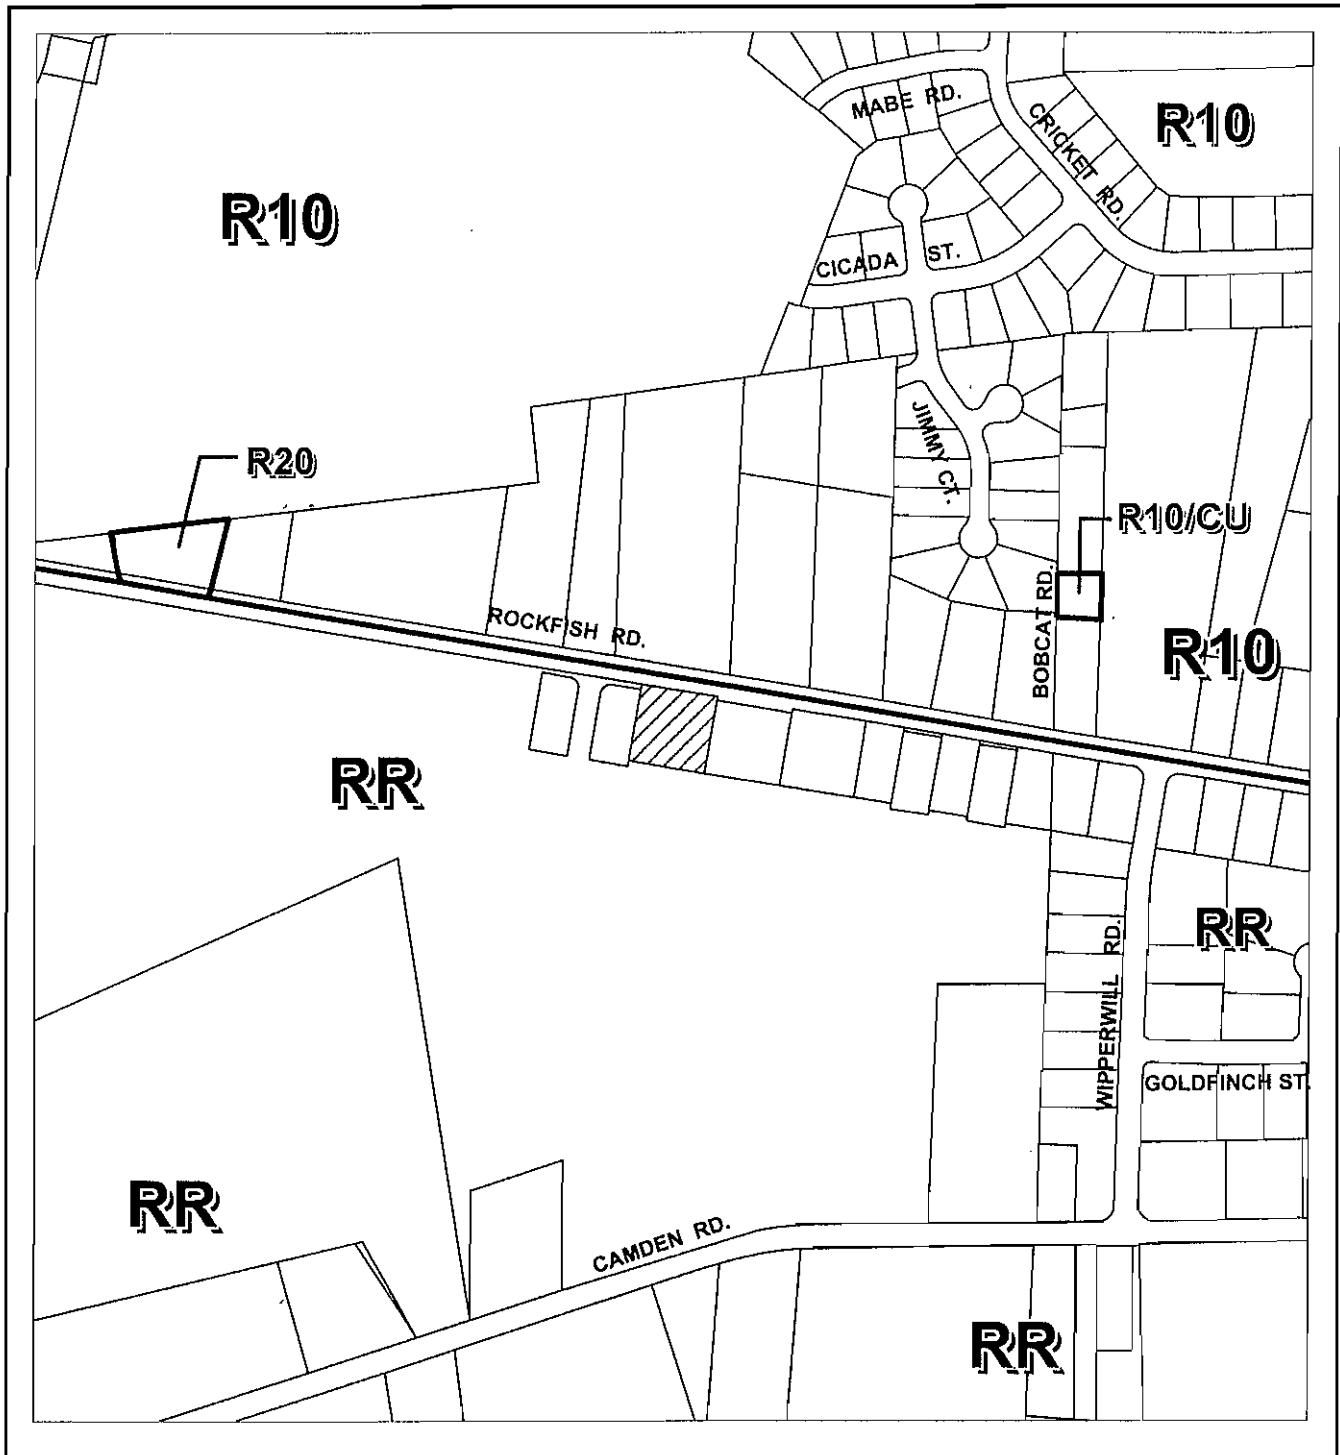 MABE RD.
CRICKET RD.
R10
R10
CICADA ST.
JIMMY CT.
R20
R10/CU
BOBCAT RD.
ROCKFISH RD.
R10
RR
RR
WIPPERWILL RD.
GOLDFINCH ST.
RR
CAMDEN RD.
RR